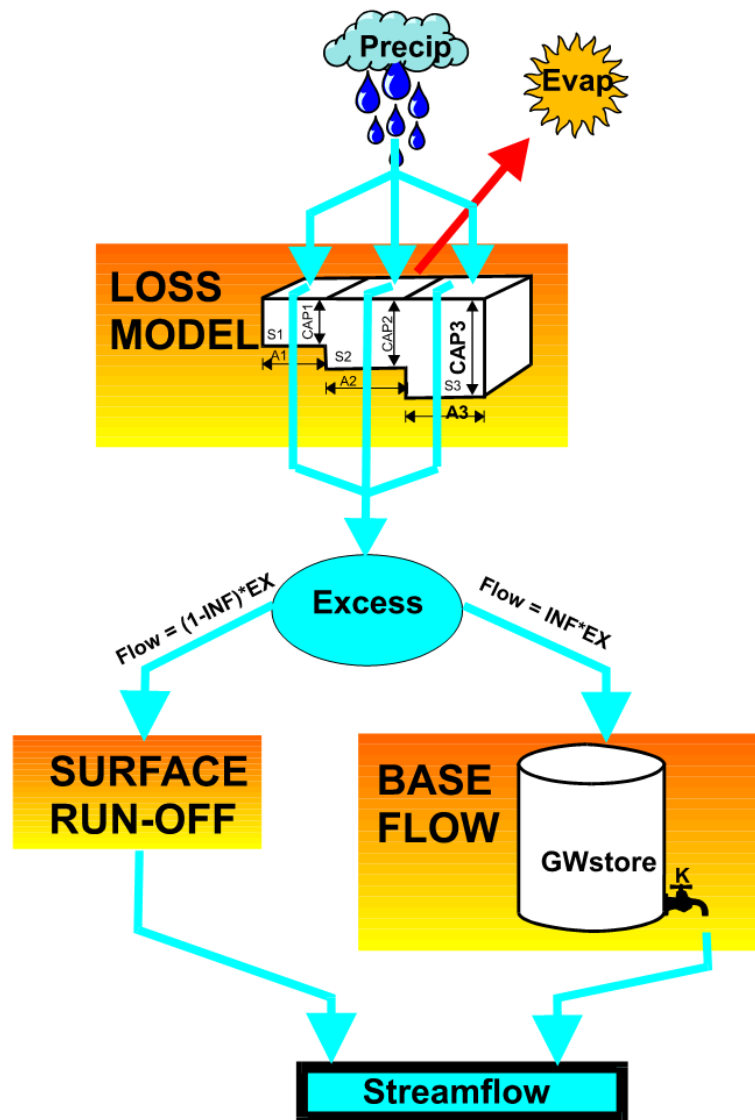 Precip
Evap
LOSS
MODEL
CAP1
CAP2
CAP3
S1
S2
S3
A1
A2
A3
Excess
Flow = (1-INF)*EX
Flow = INF*EX
SURFACE
RUN-OFF
BASE
FLOW
GWstore
K
Streamflow